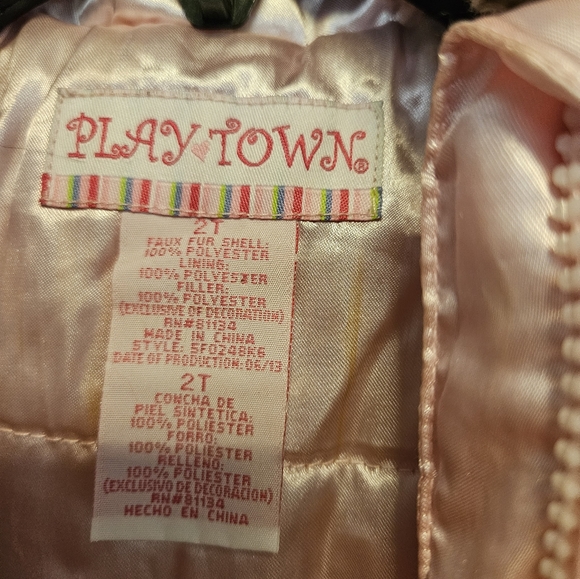 PLAY TOWN®
2T
FAUX FUR SHELL:
100% POLYESTER
LINING:
100% POLYESTER
FILLER:
100% POLYESTER
(EXCLUSIVE OF DECORATION)
RN#81134
MADE IN CHINA
STYLE: SF0248K6
DATE OF PRODUCTION: 06/13
2T
CONCHA DE
PIEL SINTETICA:
100% POLIESTER
FORRO:
100% POLIESTER
RELLENO:
100% POLIESTER
(EXCLUSIVO DE DECORACION)
RN#81134
HECHO EN CHINA